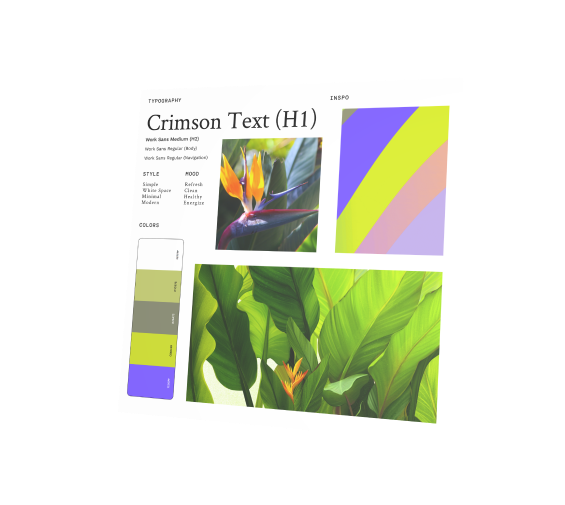 TYPOGRAPHY
INSPO
Crimson Text (H1)
Work Sans Medium (H2)
Work Sans Regular (Body)
Work Sans Regular (Navigation)
STYLE
MOOD
Simple
Refresh
White Space
Clean
Minimal
Healthy
Modern
Energize
COLORS